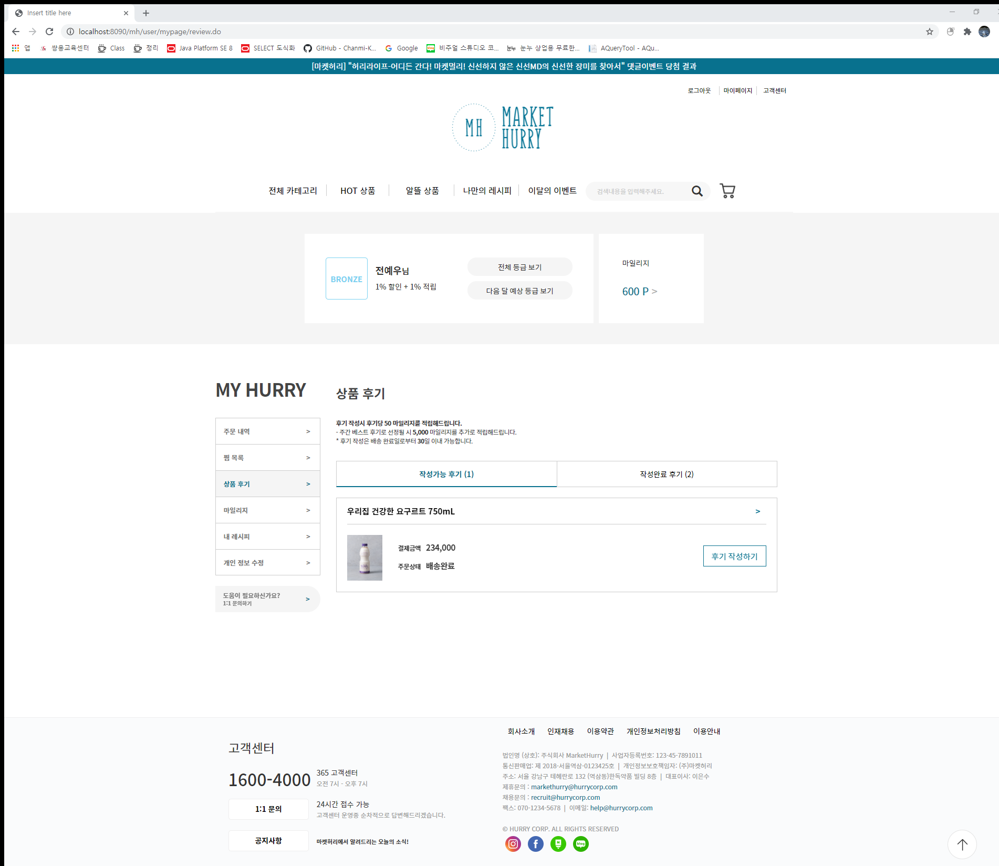 Insert title here
localhost:8090/mh/user/mypage/review.do
앱 쌍용교육센터 Class 정리 Java Platform SE 8 SELECT 도식화 GitHub - Chanmi-K... Google 비주얼 스튜디오 코... 눈누 상업용 무료한... AQueryTool - AQu...
[마켓허리] "허리라이프-어디든 간다! 마켓멀리! 신선하지 않은 신선MD의 신선한 장미를 찾아서" 댓글이벤트 당첨 결과
로그아웃 마이페이지 고객센터
MH MARKET
HURRY
전체 카테고리 HOT 상품 알뜰 상품 나만의 레시피 이달의 이벤트 검색내용을 입력해주세요.
BRONZE
전예우님
1% 할인 + 1% 적립
전체 등급 보기
다음 달 예상 등급 보기
마일리지
600 P >
MY HURRY
주문 내역 >
찜 목록 >
상품 후기 >
마일리지 >
내 레시피 >
개인 정보 수정 >
도움이 필요하신가요? >
1:1 문의하기
상품 후기
후기 작성시 후기당 50 마일리지를 적립해드립니다.
- 주간 베스트 후기로 선정될 시 5,000 마일리지를 추가로 적립해드립니다.
* 후기 작성은 배송 완료일로부터 30일 이내 가능합니다.
작성가능 후기 (1) 작성완료 후기 (2)
우리집 건강한 요구르트 750mL >
결제금액 234,000
주문상태 배송완료
후기 작성하기
고객센터
1600-4000
365 고객센터
오전 7시 - 오후 7시
1:1 문의
24시간 접수 가능
고객센터 운영중 순차적으로 답변해드리겠습니다.
공지사항
마켓허리에서 알려드리는 오늘의 소식!
회사소개 인재채용 이용약관 개인정보처리방침 이용안내
법인명 (상호): 주식회사 MarketHurry | 사업자등록번호: 123-45-7891011
통신판매업: 제 2018-서울역삼-0123425호 | 개인정보보호책임자: (주)마켓허리
주소: 서울 강남구 테헤란로 132 (역삼동)한독약품 빌딩 8층 | 대표이사: 이은수
제휴문의 : markethurry@hurrycorp.com
채용문의 : recruit@hurrycorp.com
팩스: 070-1234-5678 | 이메일: help@hurrycorp.com
© HURRY CORP. ALL RIGHTS RESERVED